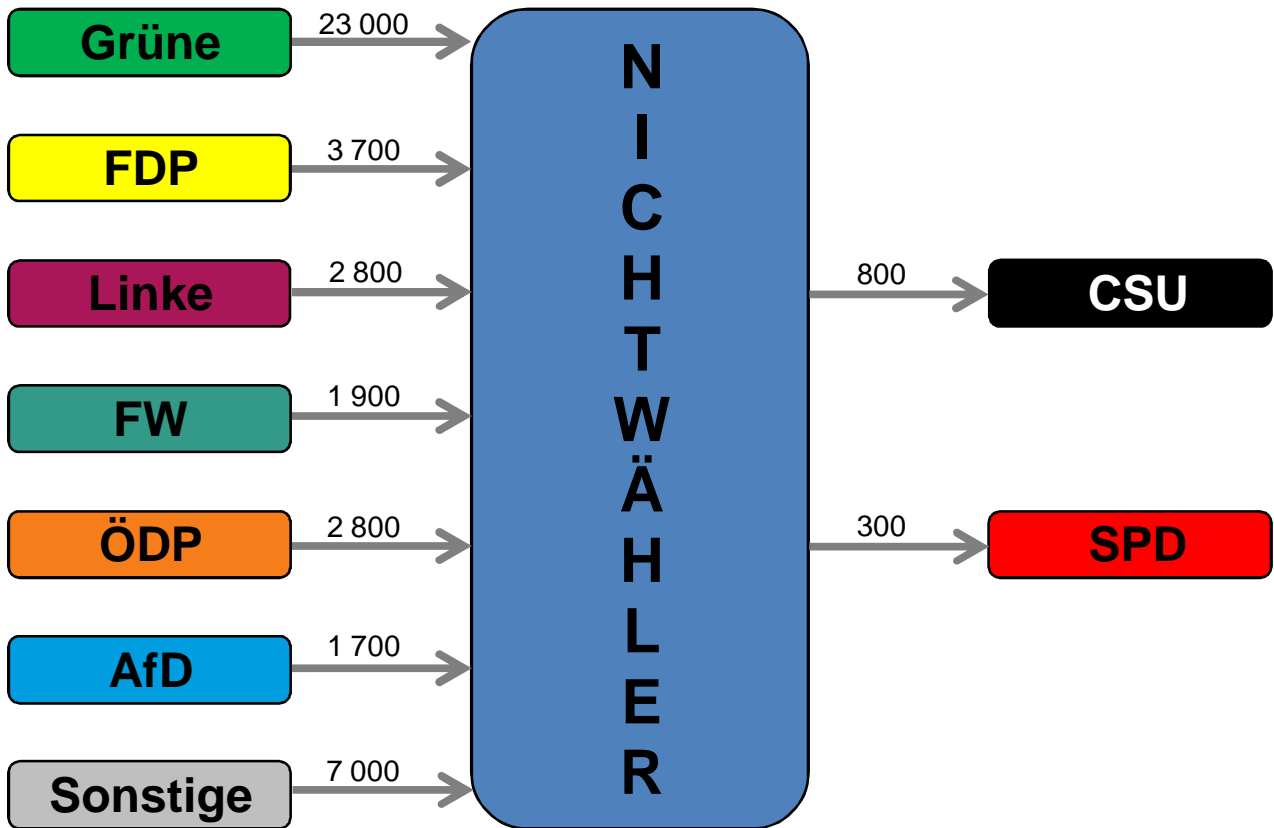 Grüne
23 000
FDP
3 700
Linke
2 800
FW
1 900
ÖDP
2 800
AfD
1 700
Sonstige
7 000
N
I
C
H
T
W
Ä
H
L
E
R
800
CSU
300
SPD